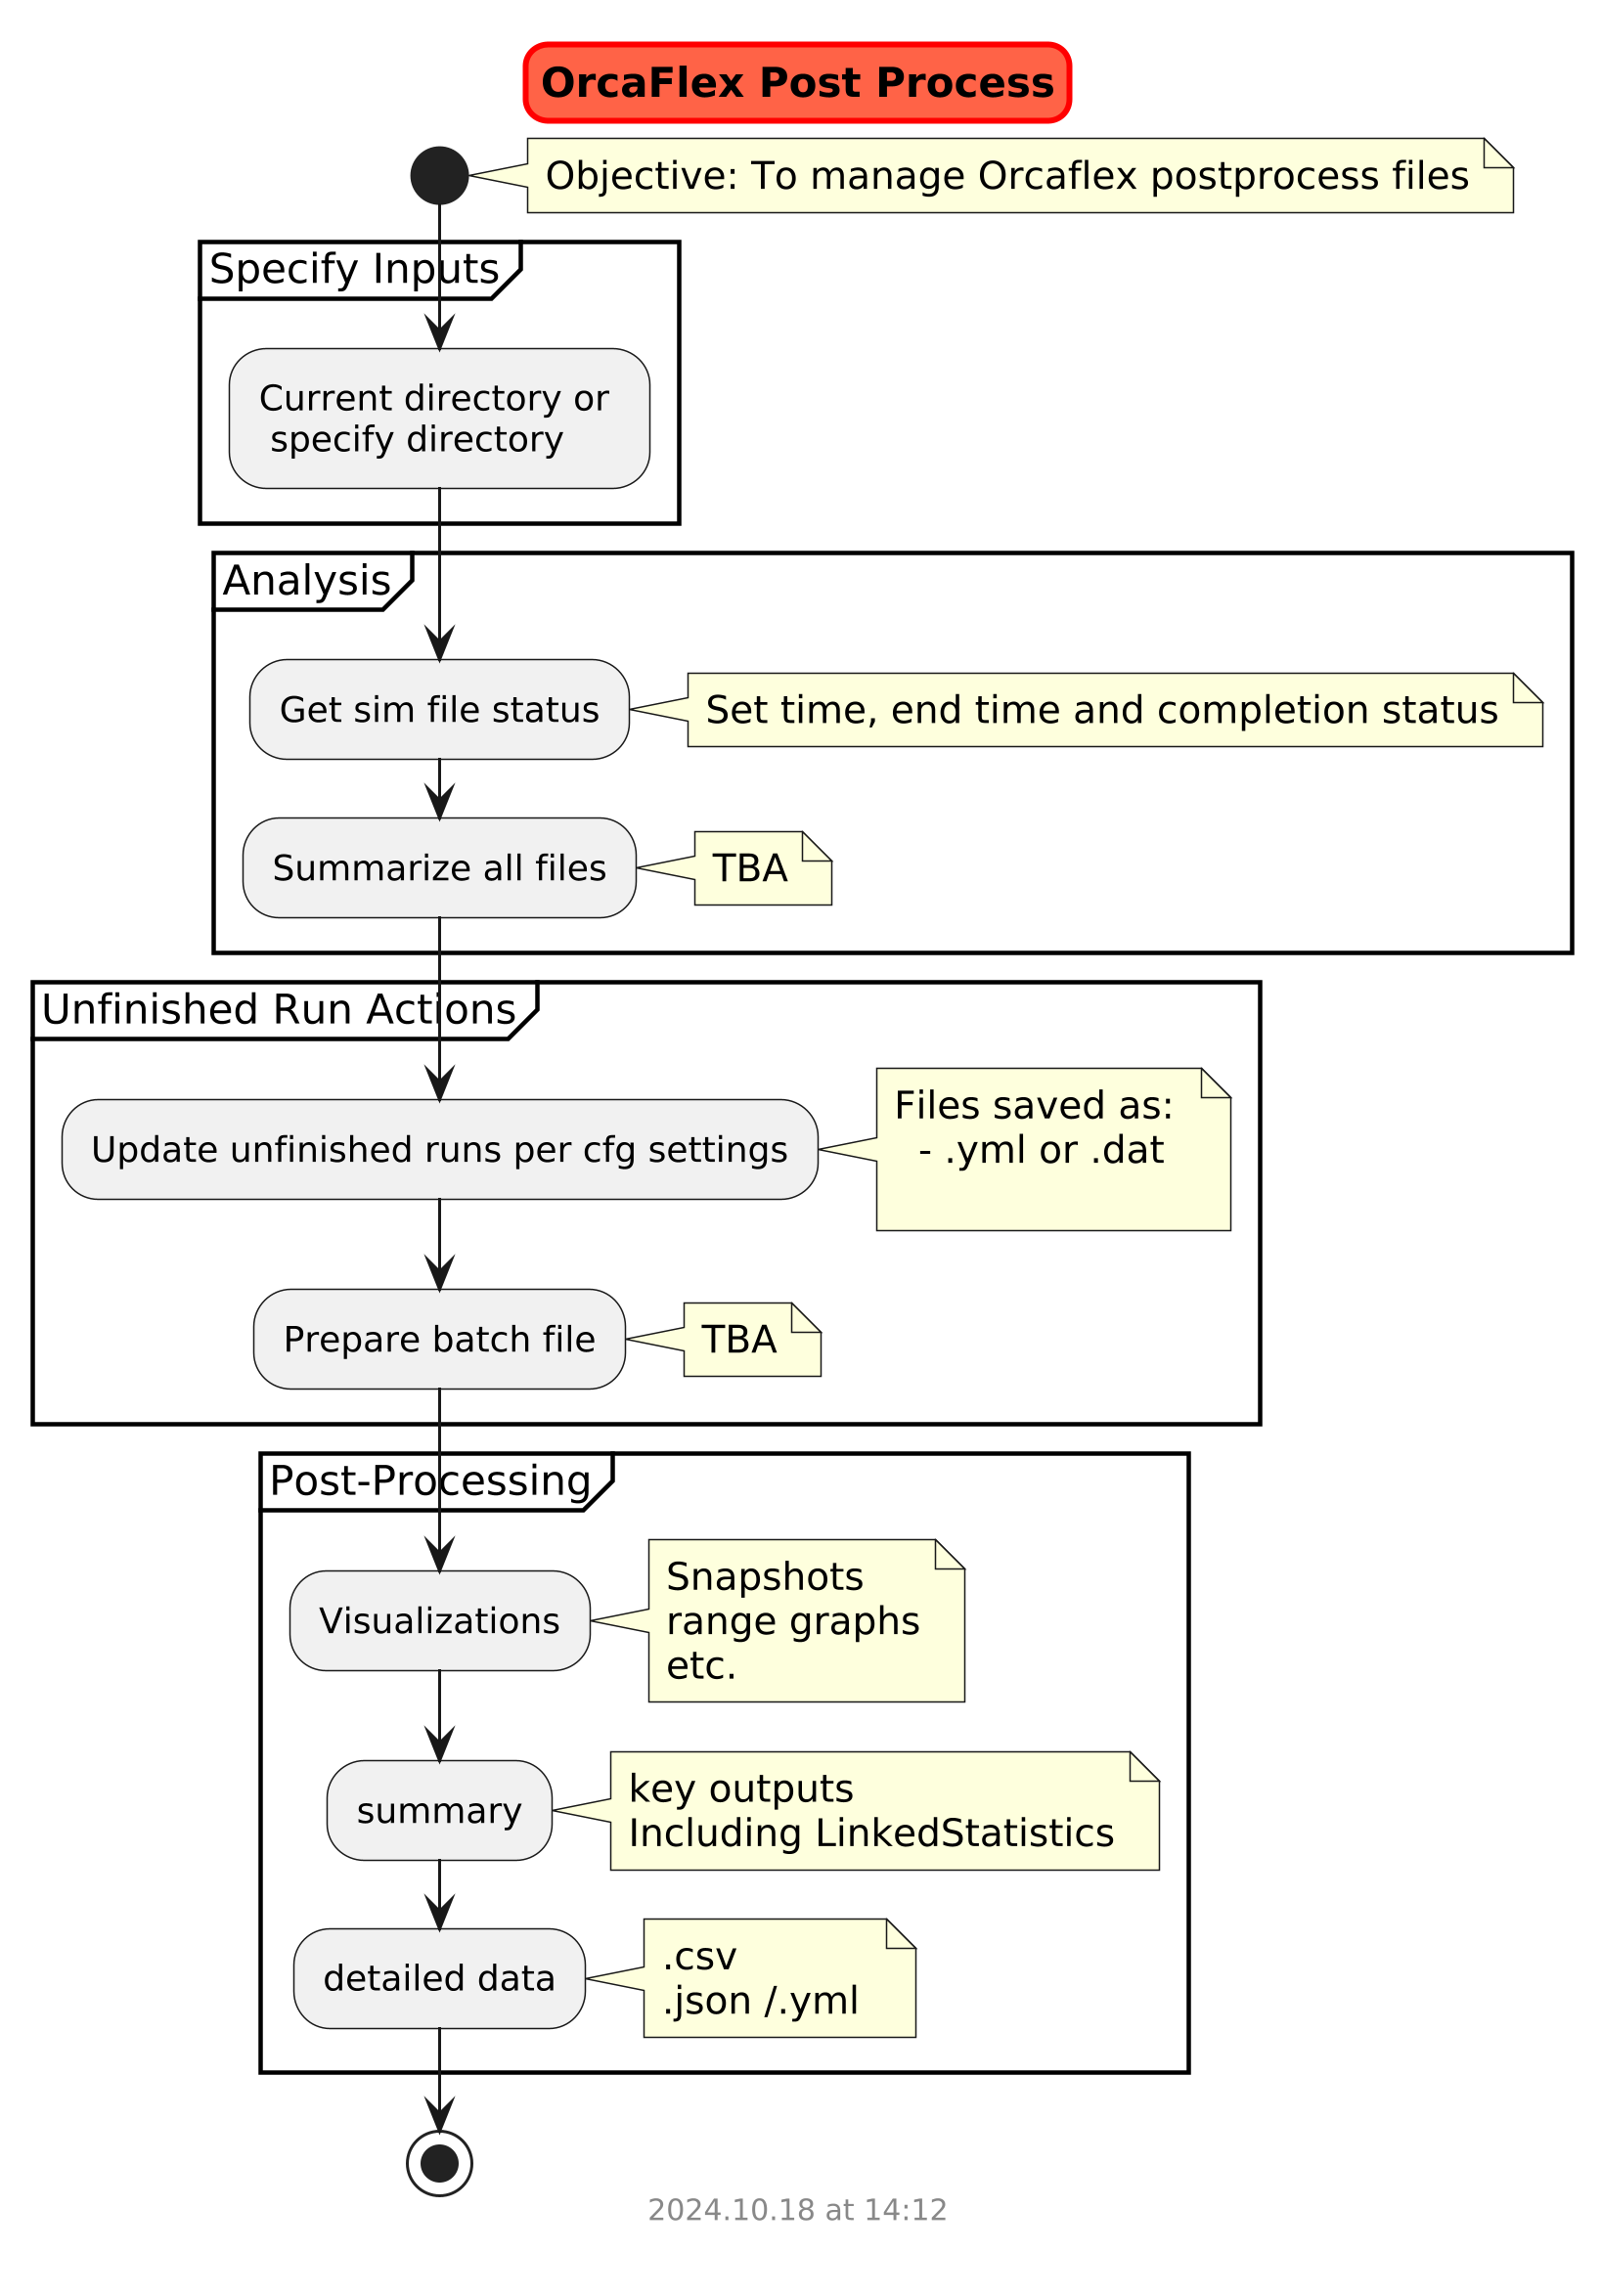 OrcaFlex Post Process
Objective: To manage Orcaflex postprocess files
Specify Inputs
Current directory or
specify directory
Analysis
Get sim file status
Set time, end time and completion status
Summarize all files
TBA
Unfinished Run Actions
Update unfinished runs per cfg settings
Files saved as:
- .yml or .dat
Prepare batch file
TBA
Post-Processing
Visualizations
Snapshots
range graphs
etc.
summary
key outputs
Including LinkedStatistics
detailed data
.csv
.json /.yml
2024.10.18 at 14:12